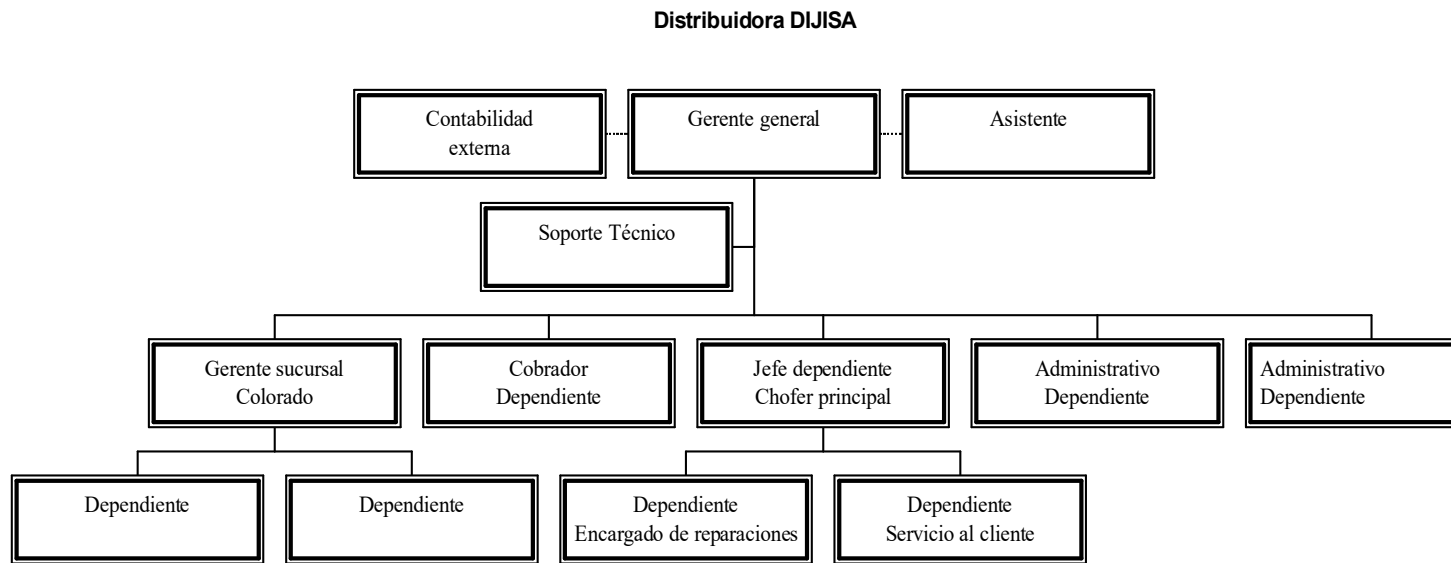 Distribuidora DIJISA
Contabilidad
externa
Gerente general
Asistente
Soporte Técnico
Gerente sucursal
Colorado
Cobrador
Dependiente
Jefe dependiente
Chofer principal
Administrativo
Dependiente
Administrativo
Dependiente
Dependiente
Dependiente
Dependiente
Encargado de reparaciones
Dependiente
Servicio al cliente